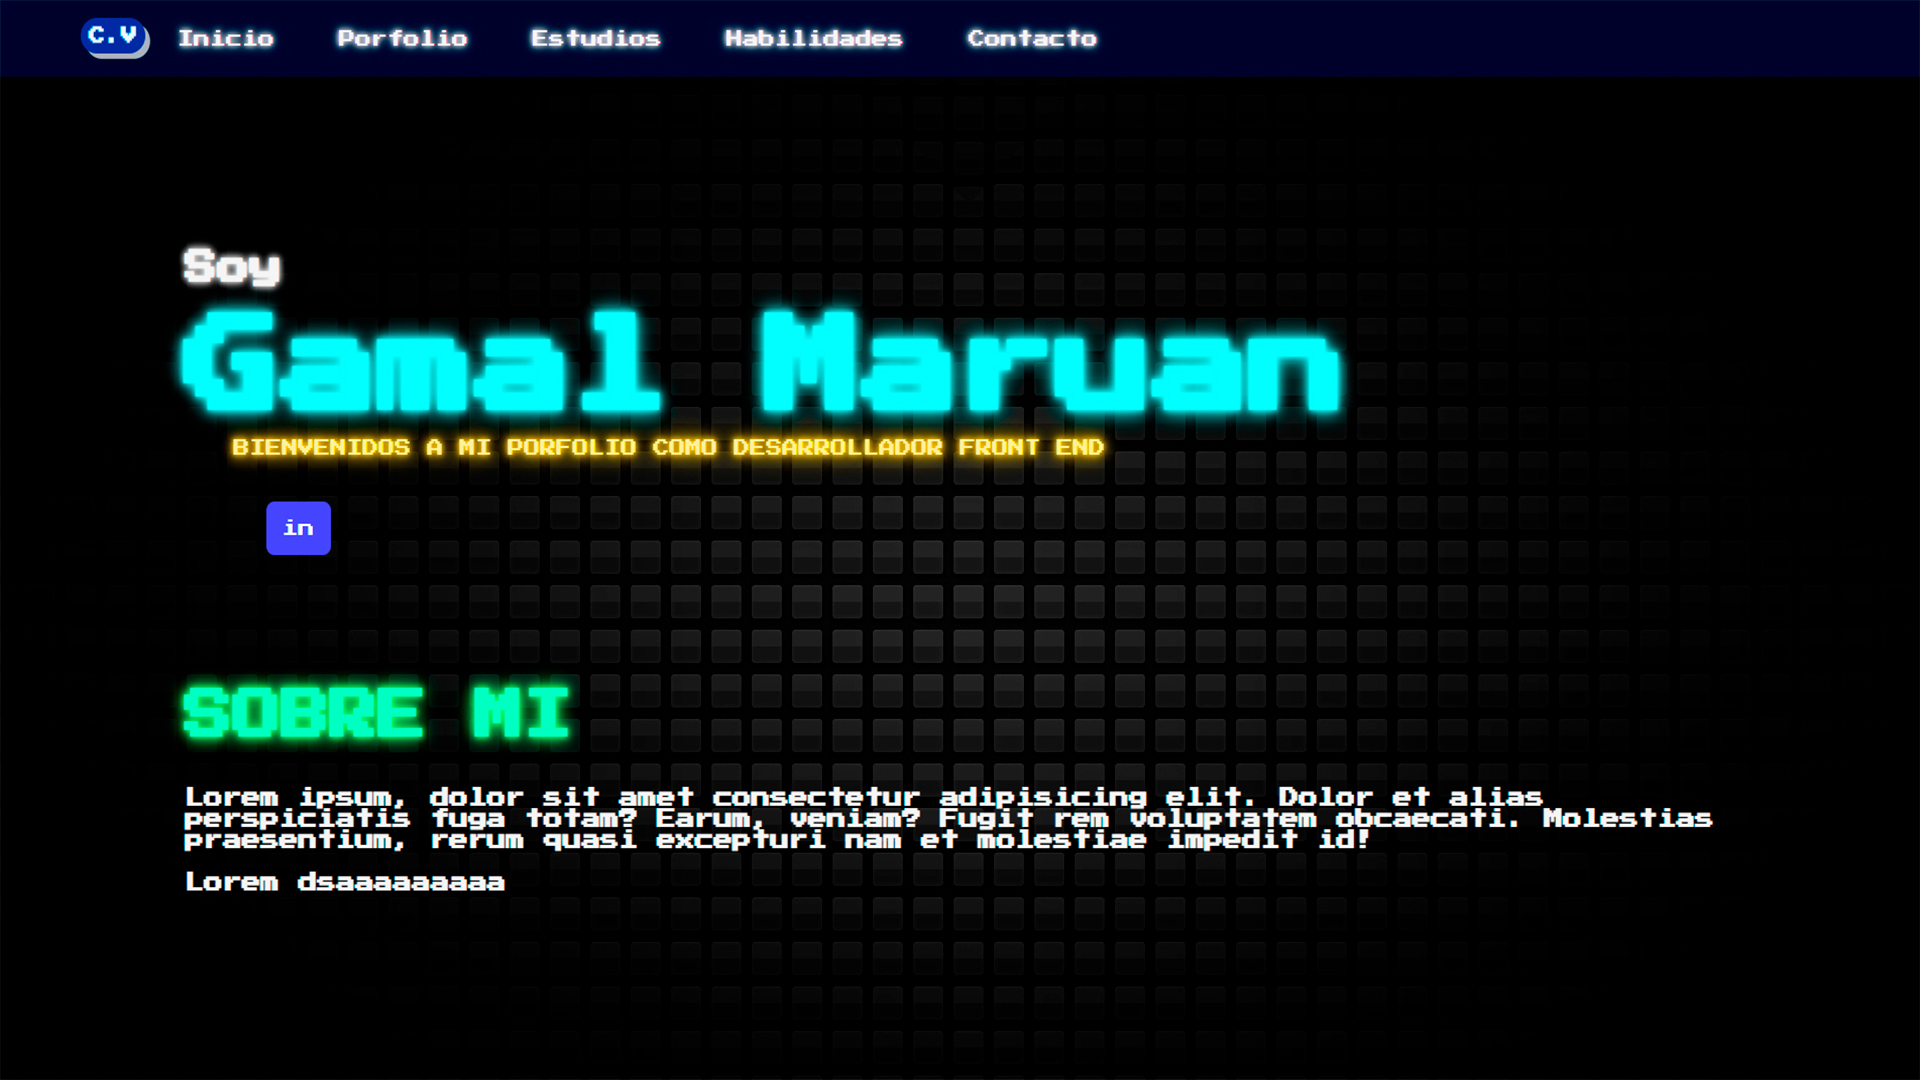 C.V Inicio Porfolio Estudios Habilidades Contacto
Soy
Gamal Maruan
BIENVENIDOS A MI PORFOLIO COMO DESARROLLADOR FRONT END
in
SOBRE MI
Lorem ipsum, dolor sit amet consectetur adipisicing elit. Dolor et alias
perspiciatis fuga totam? Earum, veniam? Fugit rem voluptatem obcaecati. Molestias
praesentium, rerum quasi excepturi nam et molestiae impedit id!
Lorem dsaaaaaaaaa